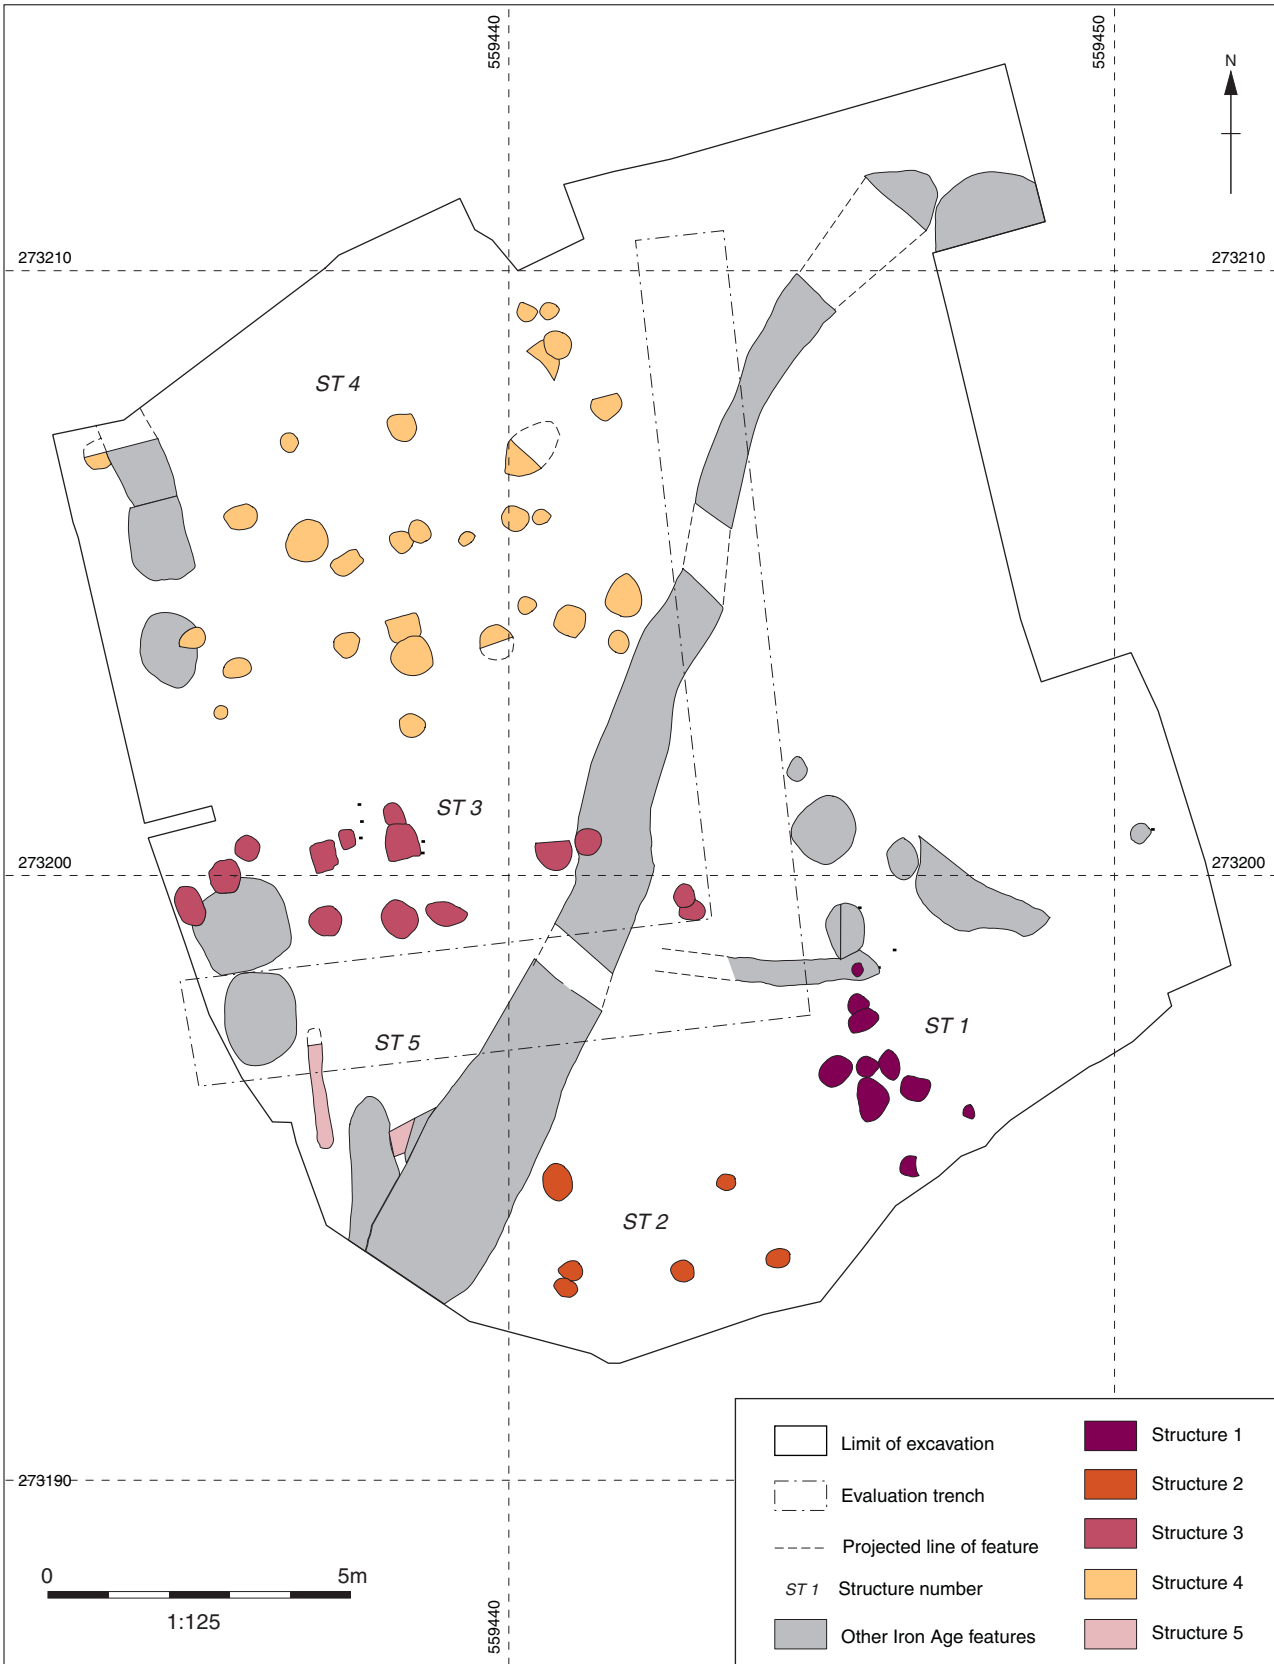 559440
559450
N
273210
273210
ST 4
ST 3
273200
273200
ST 1
ST 5
ST 2
273190
0
5m
1:125
559440
Limit of excavation
Evaluation trench
Projected line of feature
ST 1 Structure number
Other Iron Age features
Structure 1
Structure 2
Structure 3
Structure 4
Structure 5